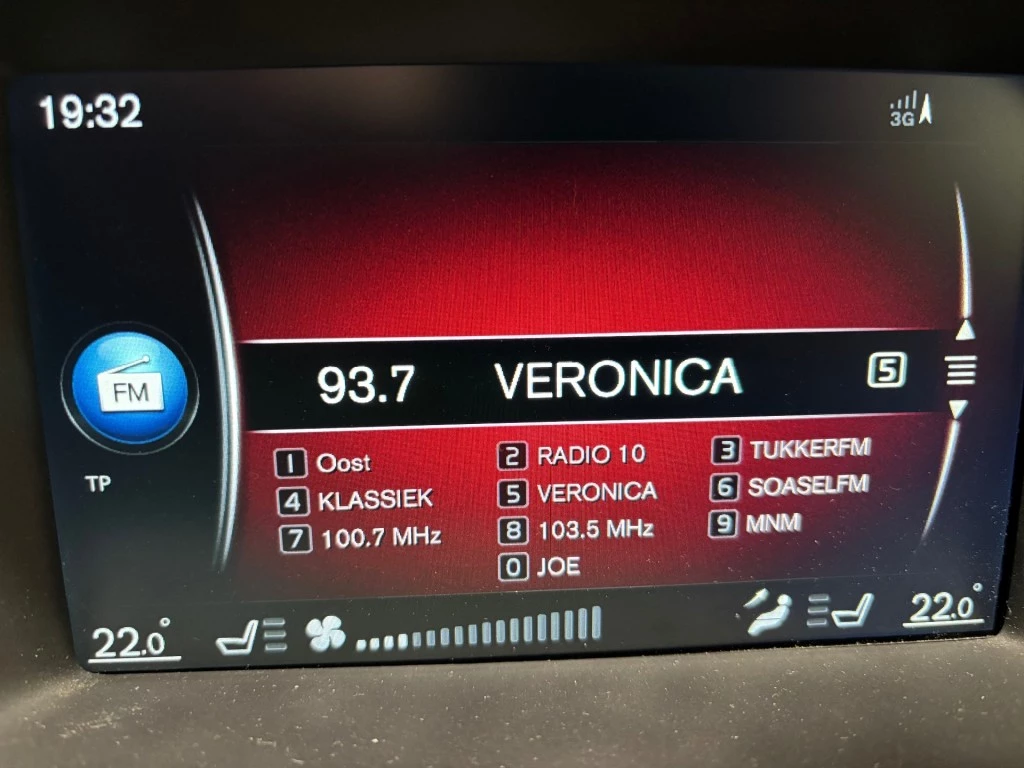 19:32
3G
93.7 VERONICA 5
FM
1 Oost 2 RADIO 10 3 TUKKERFM
TP
4 KLASSIEK 5 VERONICA 6 SOASELFM
7 100.7 MHz 8 103.5 MHz 9 MNM
0 JOE
22.0° 22.0°